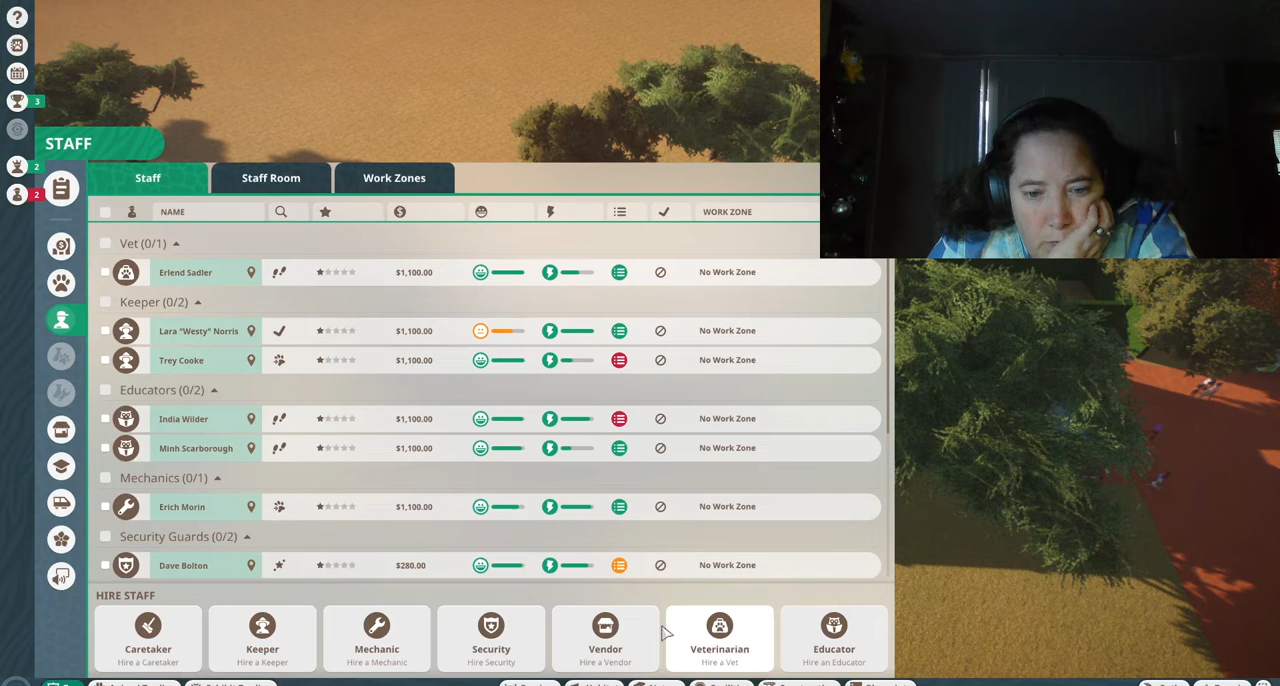 ?
3
STAFF
2
2
Staff
Staff Room
Work Zones
NAME
WORK ZONE
Vet (0/1)
Erlend Sadler
$1,100.00
No Work Zone
Keeper (0/2)
Lara "Westy" Norris
$1,100.00
No Work Zone
Trey Cooke
$1,100.00
No Work Zone
Educators (0/2)
India Wilder
$1,100.00
No Work Zone
Minh Scarborough
$1,100.00
No Work Zone
Mechanics (0/1)
Erich Morin
$1,100.00
No Work Zone
Security Guards (0/2)
Dave Bolton
$280.00
No Work Zone
HIRE STAFF
Caretaker
Hire a Caretaker
Keeper
Hire a Keeper
Mechanic
Hire a Mechanic
Security
Hire Security
Vendor
Hire a Vendor
Veterinarian
Hire a Vet
Educator
Hire an Educator